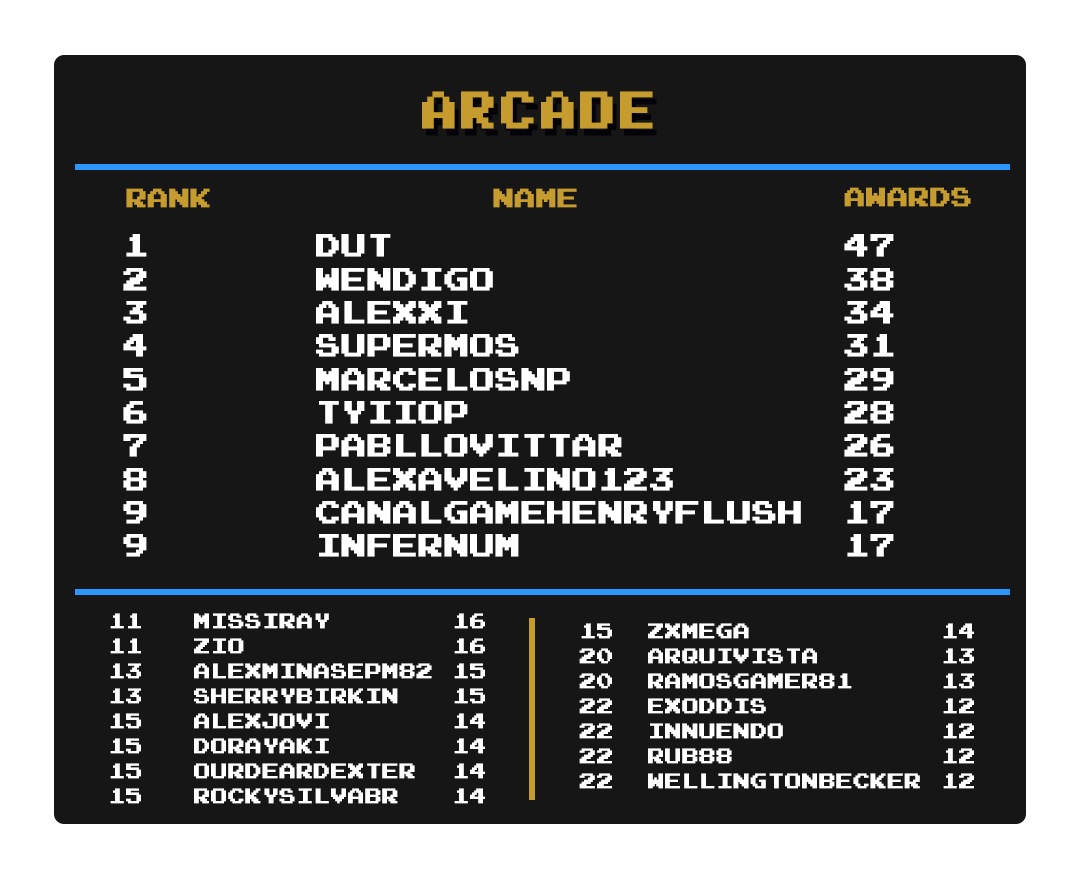 ARCADE
RANK NAME AWARDS
1 DUT 47
2 WENDIGO 38
3 ALEXXI 34
4 SUPERMOS 31
5 MARCELOSNP 29
6 TYIIOP 28
7 PABLLOVITTAR 26
8 ALEXAVELINO123 23
9 CANALGAMEHENRYFLUSH 17
9 INFERNUM 17
11 MISSIRAY 16
11 ZIO 16
13 ALEXMINASEPM82 15
13 SHERRYBIRKIN 15
15 ALEXJOVI 14
15 DORAYAKI 14
15 OURDEARDEXTER 14
15 ROCKYSILVABR 14
15 ZXMEGA 14
20 ARQUIVISTA 13
20 RAMOSGAMER81 13
22 EXODDIS 12
22 INNUENDO 12
22 RUB88 12
22 WELLINGTONBECKER 12